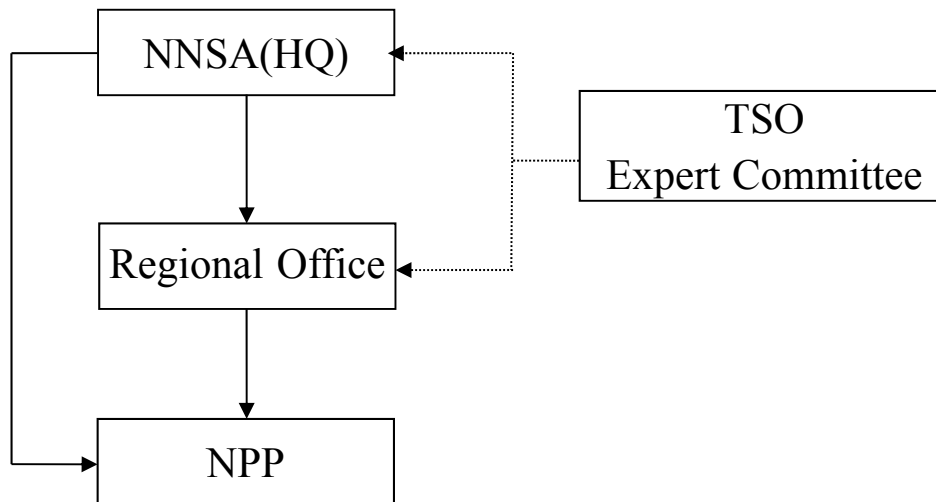 NNSA(HQ)
TSO
Expert Committee
Regional Office
NPP